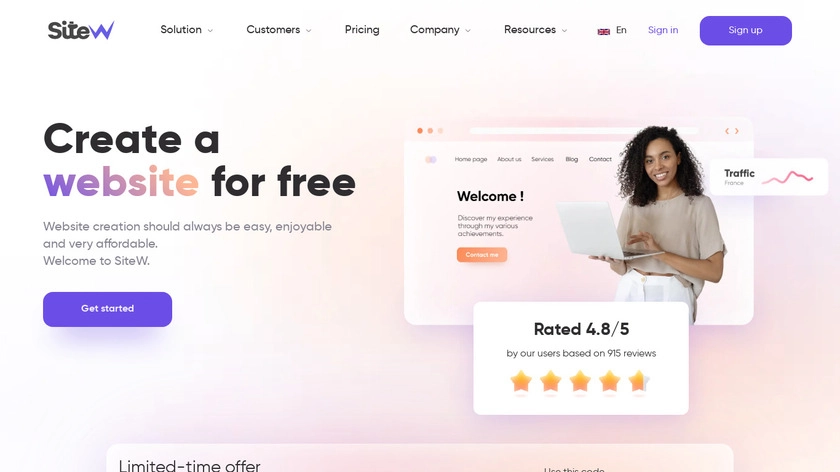 SiteW
Solution
Customers
Pricing
Company
Resources
En
Sign in
Sign up
Create a
website for free
Website creation should always be easy, enjoyable
and very affordable.
Welcome to SiteW.
Get started
Home page
About us
Services
Blog
Contact
Welcome !
Discover my experience
through my various
achievements.
Contact me
Traffic
France
Rated 4.8/5
by our users based on 915 reviews
Limited-time offer
Use this code